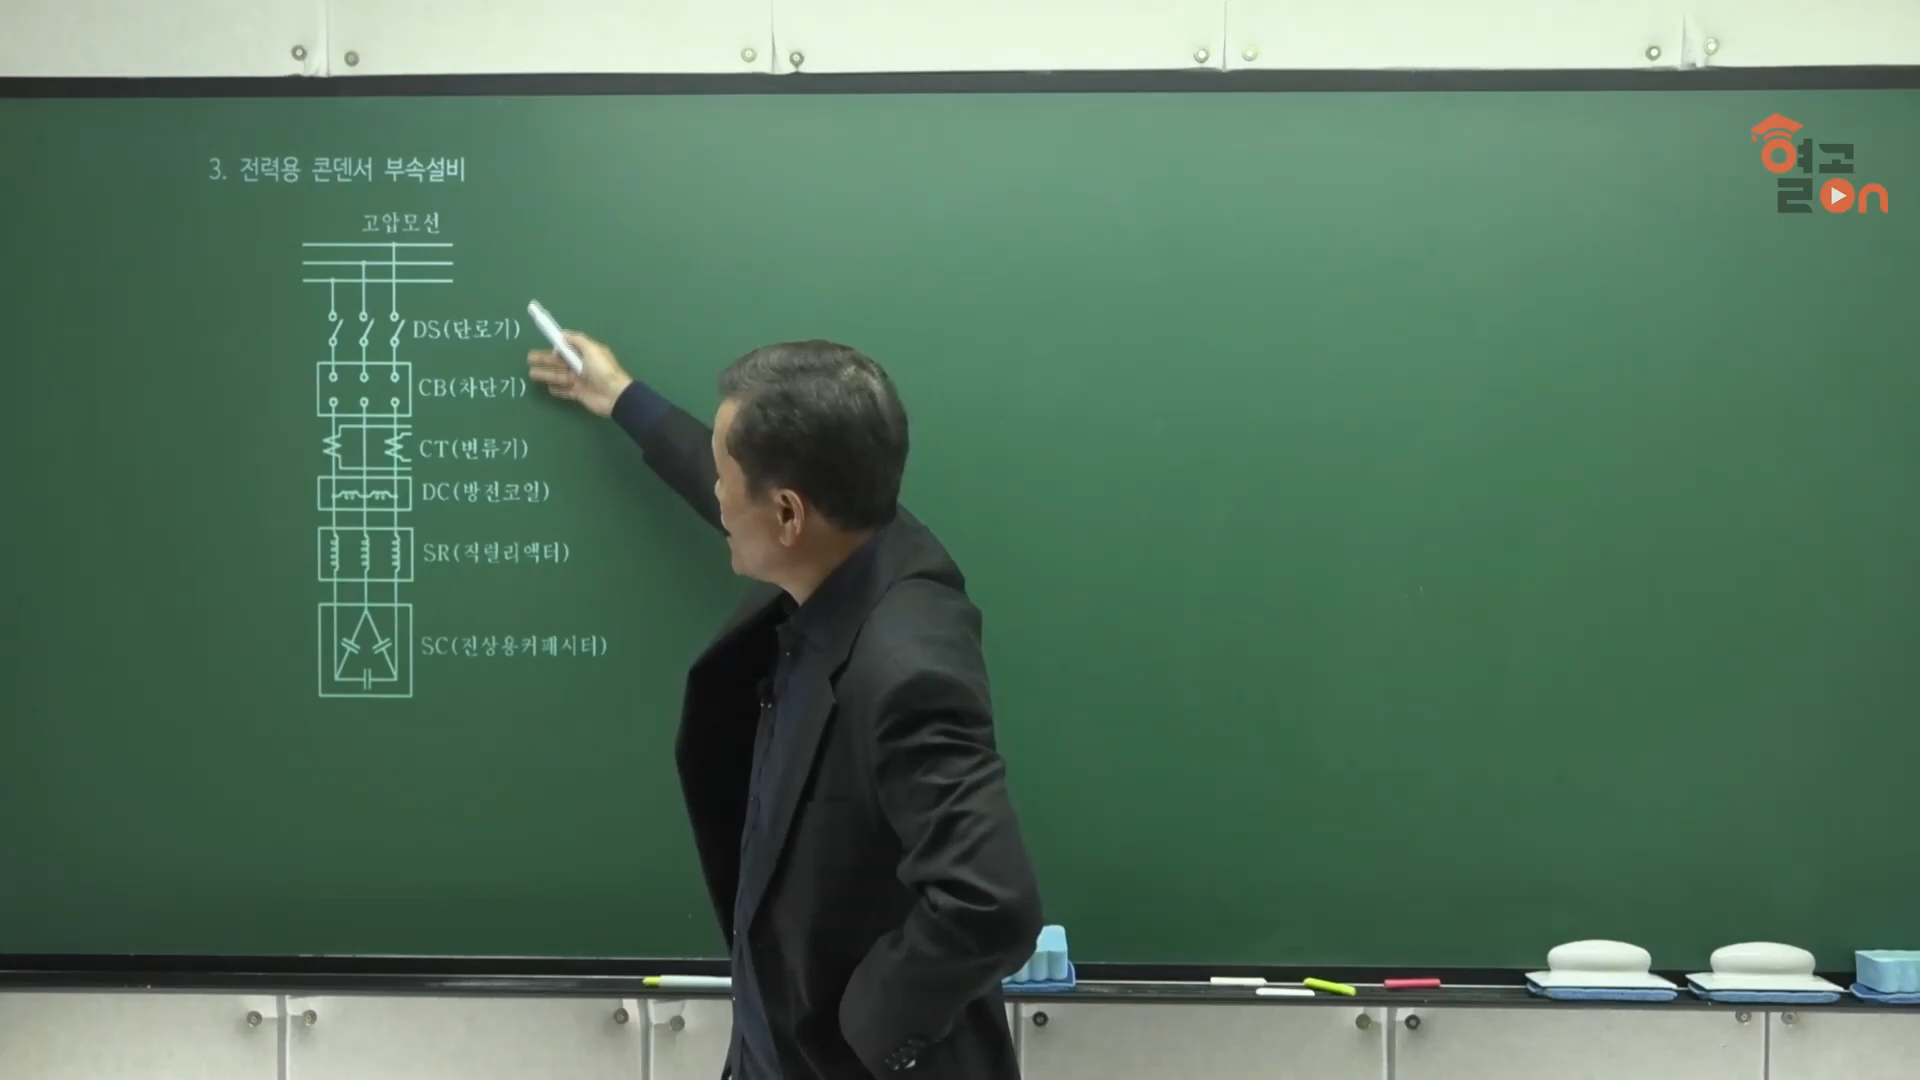 3. 전력용 콘덴서 부속설비
고압모선
DS(단로기)
CB(차단기)
CT(변류기)
DC(방전코일)
SR(직렬리액터)
SC(진상용커패시터)
열고
on